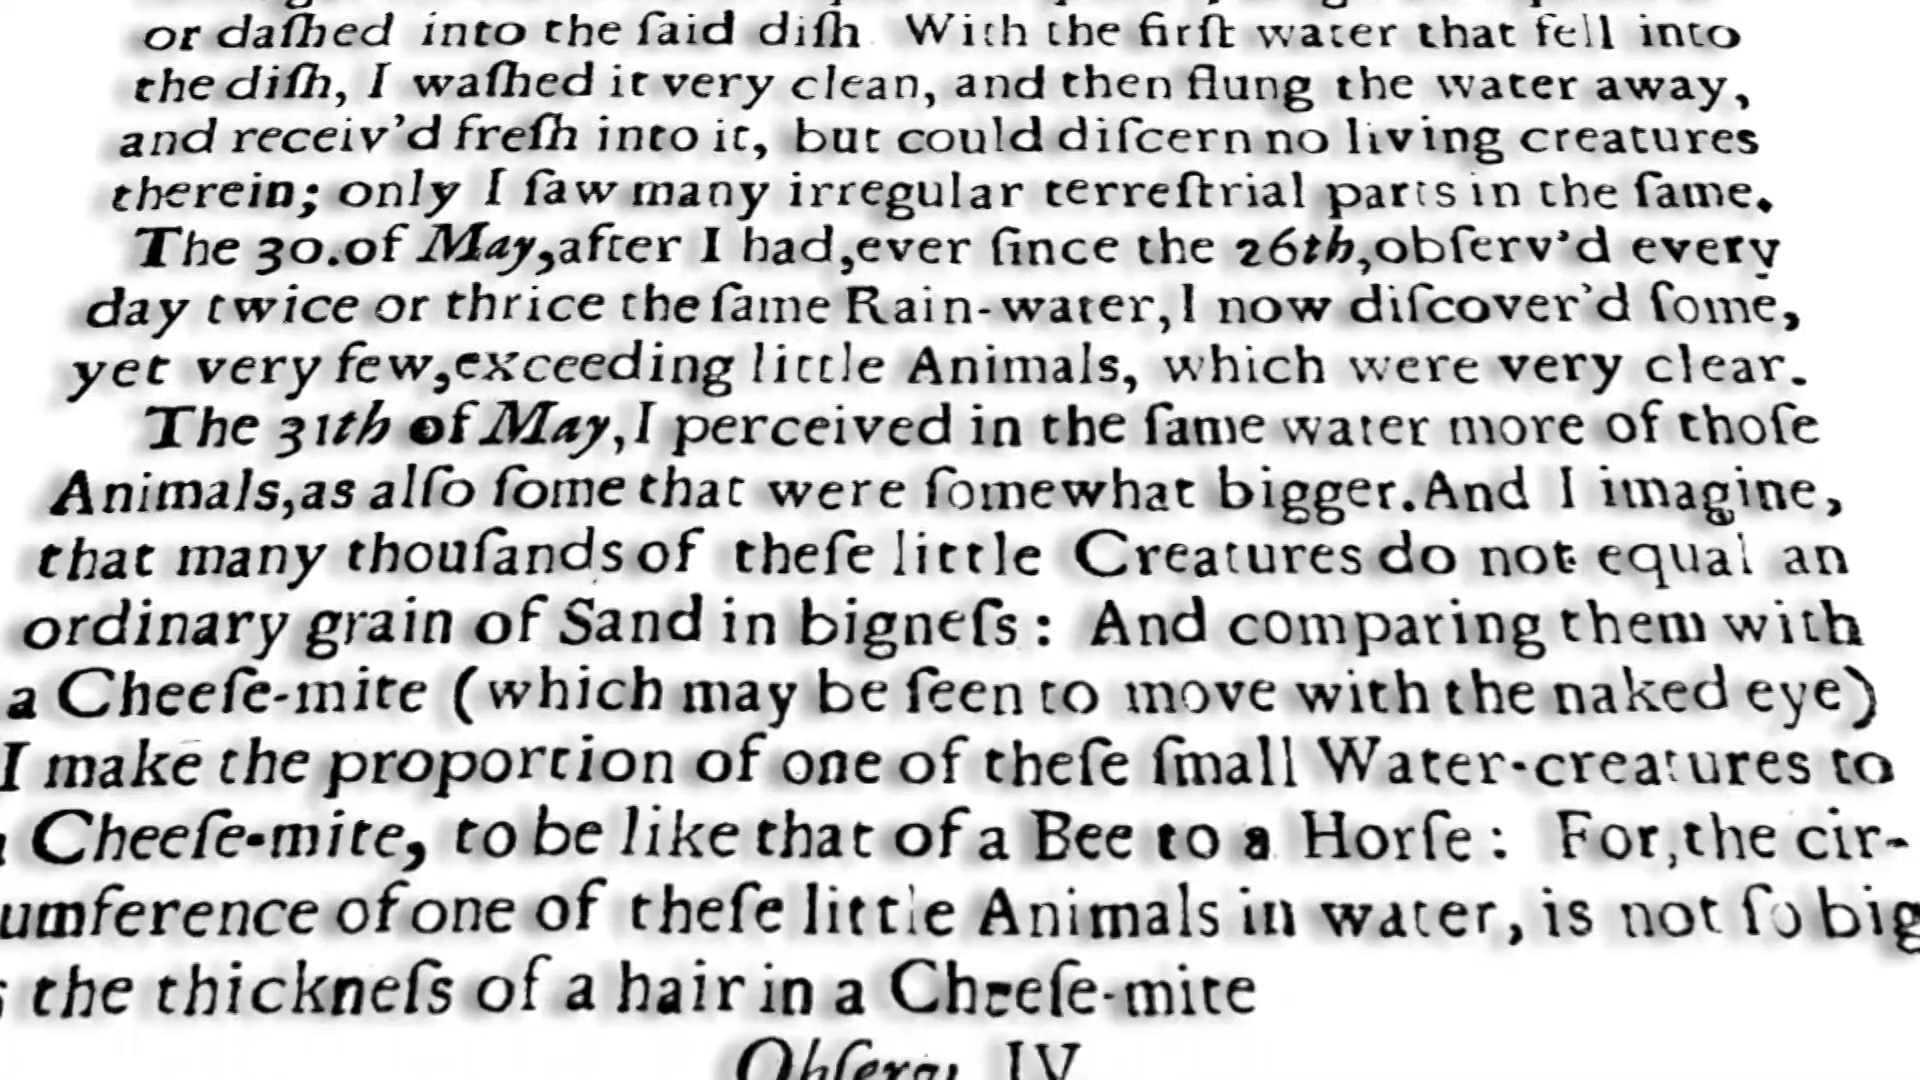 or daſhed into the ſaid diſh. With the firſt water that fell into
the diſh, I waſhed it very clean, and then flung the water away,
and receiv'd freſh into it, but could diſcern no living creatures
therein; only I ſaw many irregular terreſtrial parts in the ſame.
The 30.of May,after I had,ever ſince the 26th,obſerv'd every
day twice or thrice the ſame Rain-water,I now diſcover'd ſome,
yet very few,exceeding little Animals, which were very clear.
The 31th of May,I perceived in the ſame water more of thoſe
Animals,as alſo ſome that were ſomewhat bigger.And I imagine,
that many thouſands of theſe little Creatures do not equal an
ordinary grain of Sand in bigneſs: And comparing them with
a Cheeſe-mite (which may be ſeen to move with the naked eye)
I make the proportion of one of theſe ſmall Water-creatures to
Cheeſe-mite, to be like that of a Bee to a Horſe: For,the cir-
umference of one of theſe little Animals in water, is not ſo big
the thickneſs of a hair in a Cheeſe-mite
Obſerv. IV